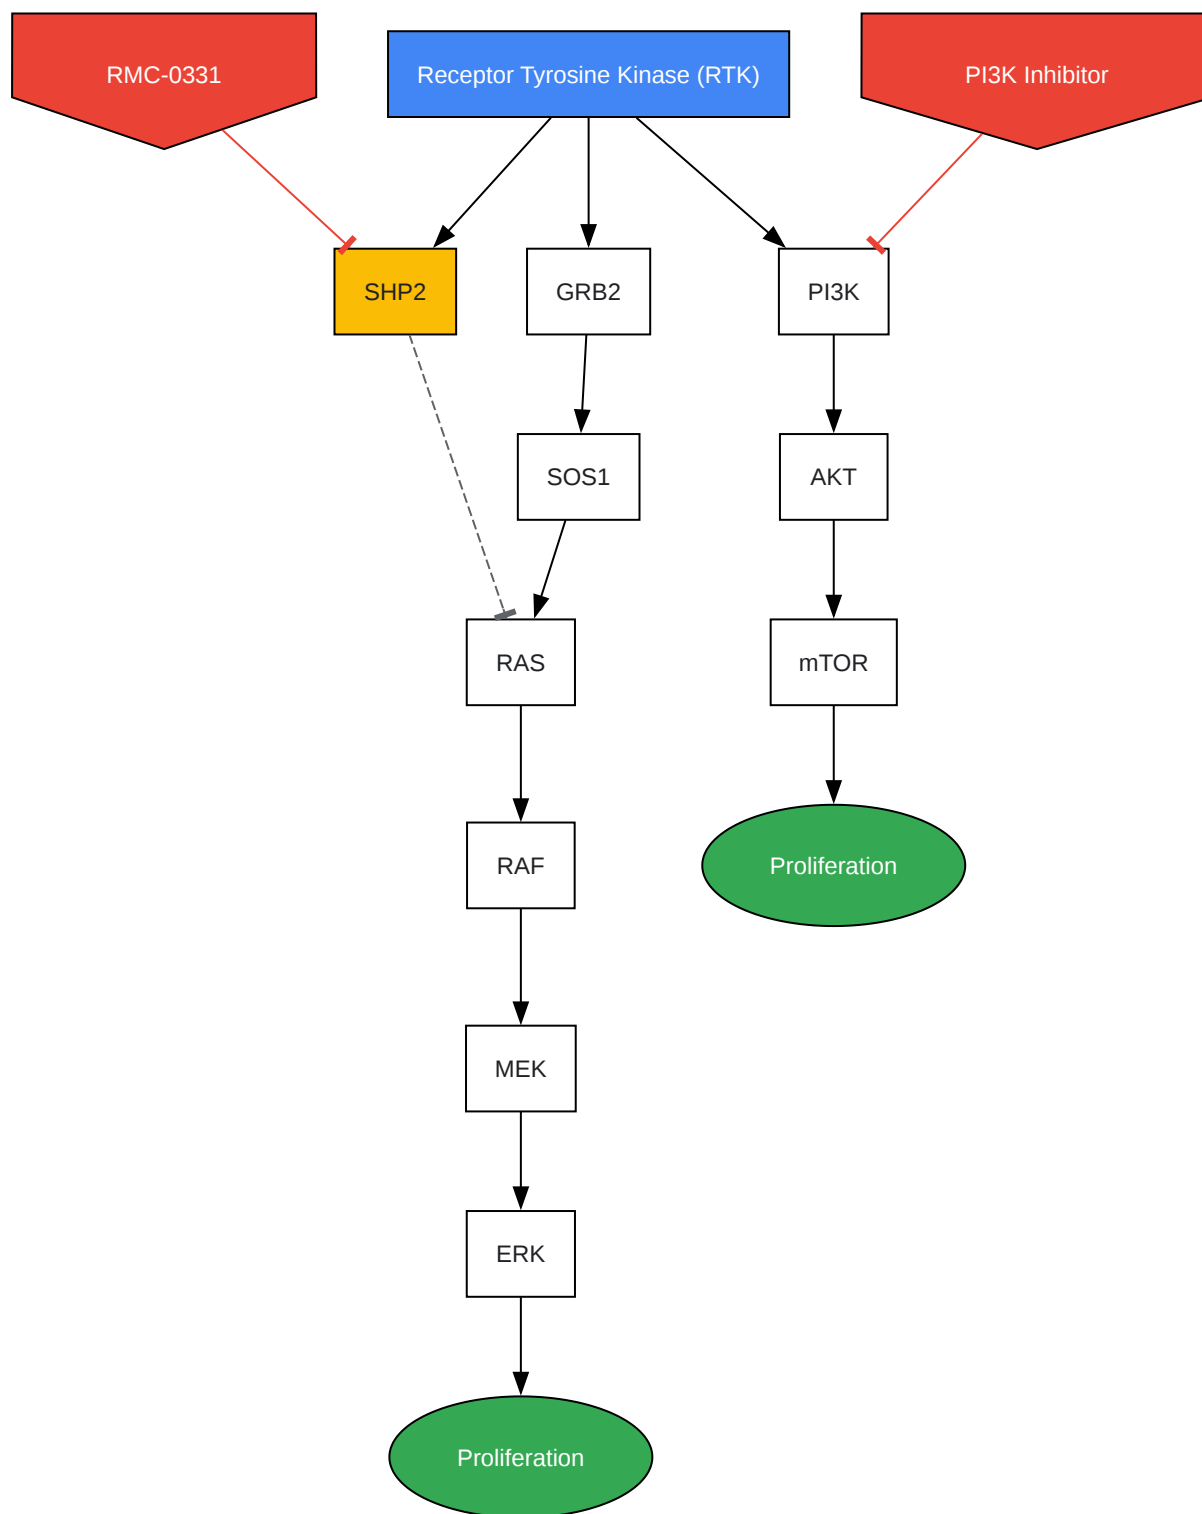 RMC-0331
Receptor Tyrosine Kinase (RTK)
PI3K Inhibitor
SHP2
GRB2
PI3K
SOS1
AKT
RAS
mTOR
RAF
Proliferation
MEK
ERK
Proliferation